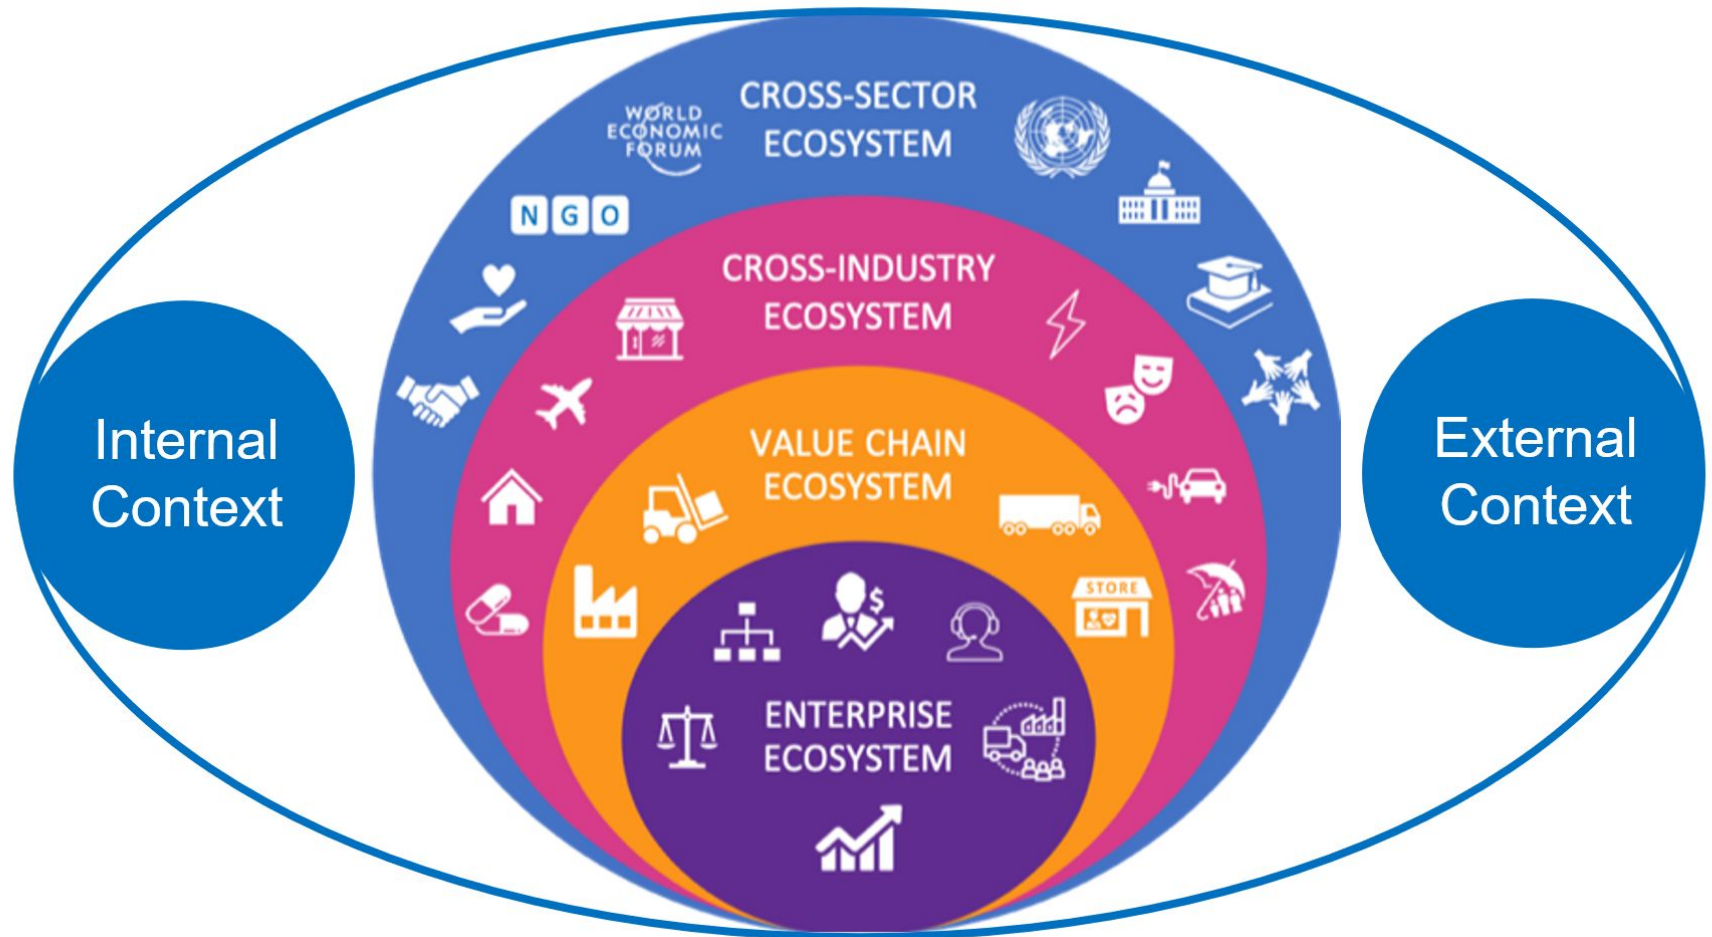 CROSS-SECTOR
ECOSYSTEM
WORLD
ECONOMIC
FORUM
NGO
CROSS-INDUSTRY
ECOSYSTEM
Internal
Context
External
Context
VALUE CHAIN
ECOSYSTEM
STORE
$
ENTERPRISE
ECOSYSTEM